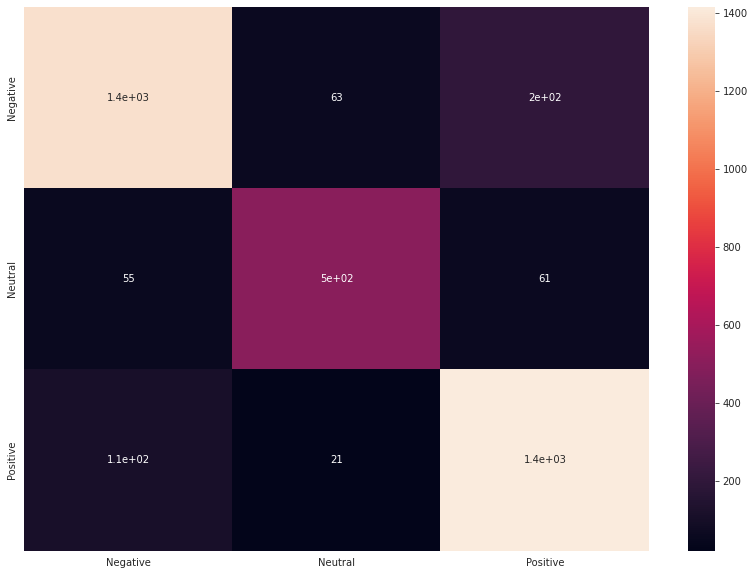 Negative
1.4e+03 63 2e+02
Neutral
55 5e+02 61
Positive
1.1e+02 21 1.4e+03
Negative Neutral Positive
1400
1200
1000
800
600
400
200